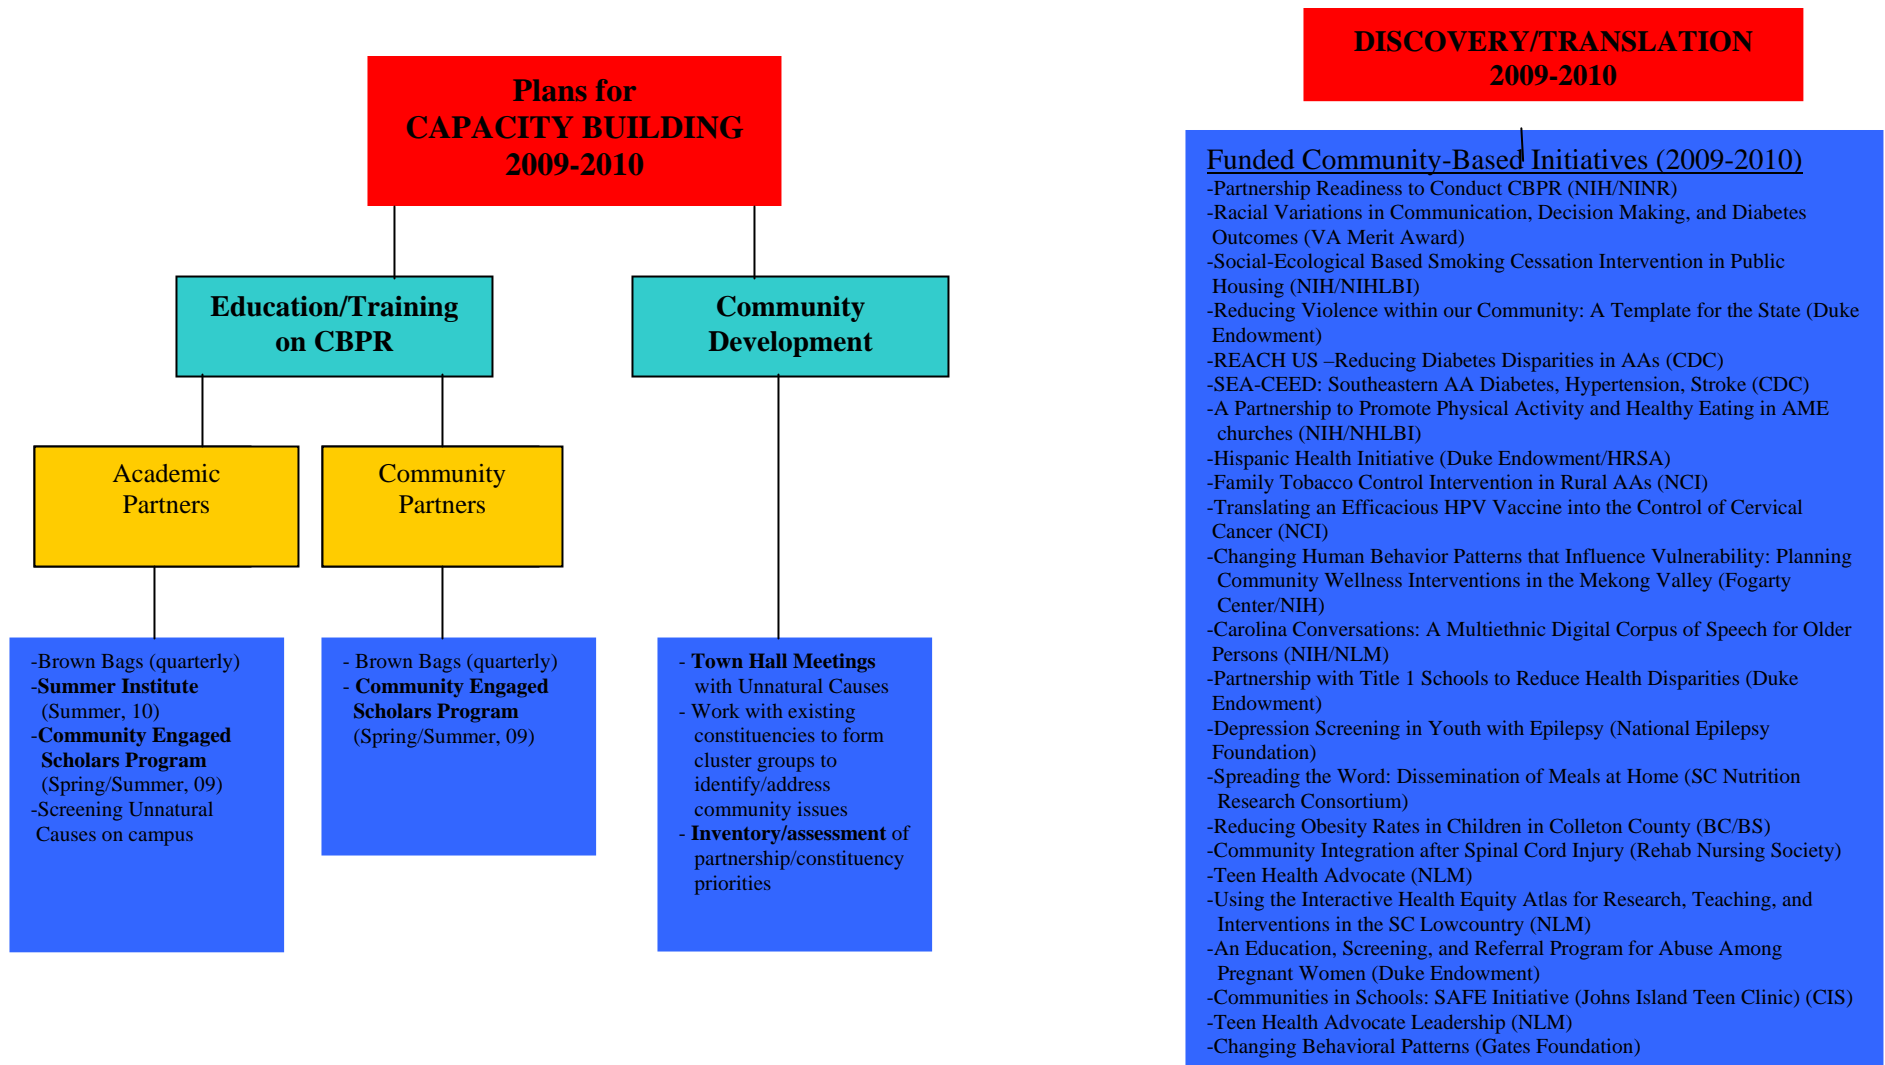 Plans for
CAPACITY BUILDING
2009-2010
Education/Training
on CBPR
Community
Development
Academic
Partners
Community
Partners
-Brown Bags (quarterly)
-Summer Institute
(Summer, 10)
-Community Engaged
Scholars Program
(Spring/Summer, 09)
-Screening Unnatural
Causes on campus
- Brown Bags (quarterly)
- Community Engaged
Scholars Program
(Spring/Summer, 09)
- Town Hall Meetings
with Unnatural Causes
- Work with existing
constituencies to form
cluster groups to
identify/address
community issues
- Inventory/assessment of
partnership/constituency
priorities
DISCOVERY/TRANSLATION
2009-2010
Funded Community-Based Initiatives (2009-2010)
-Partnership Readiness to Conduct CBPR (NIH/NINR)
-Racial Variations in Communication, Decision Making, and Diabetes
Outcomes (VA Merit Award)
-Social-Ecological Based Smoking Cessation Intervention in Public
Housing (NIH/NIHLBI)
-Reducing Violence within our Community: A Template for the State (Duke
Endowment)
-REACH US –Reducing Diabetes Disparities in AAs (CDC)
-SEA-CEED: Southeastern AA Diabetes, Hypertension, Stroke (CDC)
-A Partnership to Promote Physical Activity and Healthy Eating in AME
churches (NIH/NHLBI)
-Hispanic Health Initiative (Duke Endowment/HRSA)
-Family Tobacco Control Intervention in Rural AAs (NCI)
-Translating an Efficacious HPV Vaccine into the Control of Cervical
Cancer (NCI)
-Changing Human Behavior Patterns that Influence Vulnerability: Planning
Community Wellness Interventions in the Mekong Valley (Fogarty
Center/NIH)
-Carolina Conversations: A Multiethnic Digital Corpus of Speech for Older
Persons (NIH/NLM)
-Partnership with Title 1 Schools to Reduce Health Disparities (Duke
Endowment)
-Depression Screening in Youth with Epilepsy (National Epilepsy
Foundation)
-Spreading the Word: Dissemination of Meals at Home (SC Nutrition
Research Consortium)
-Reducing Obesity Rates in Children in Colleton County (BC/BS)
-Community Integration after Spinal Cord Injury (Rehab Nursing Society)
-Teen Health Advocate (NLM)
-Using the Interactive Health Equity Atlas for Research, Teaching, and
Interventions in the SC Lowcountry (NLM)
-An Education, Screening, and Referral Program for Abuse Among
Pregnant Women (Duke Endowment)
-Communities in Schools: SAFE Initiative (Johns Island Teen Clinic) (CIS)
-Teen Health Advocate Leadership (NLM)
-Changing Behavioral Patterns (Gates Foundation)